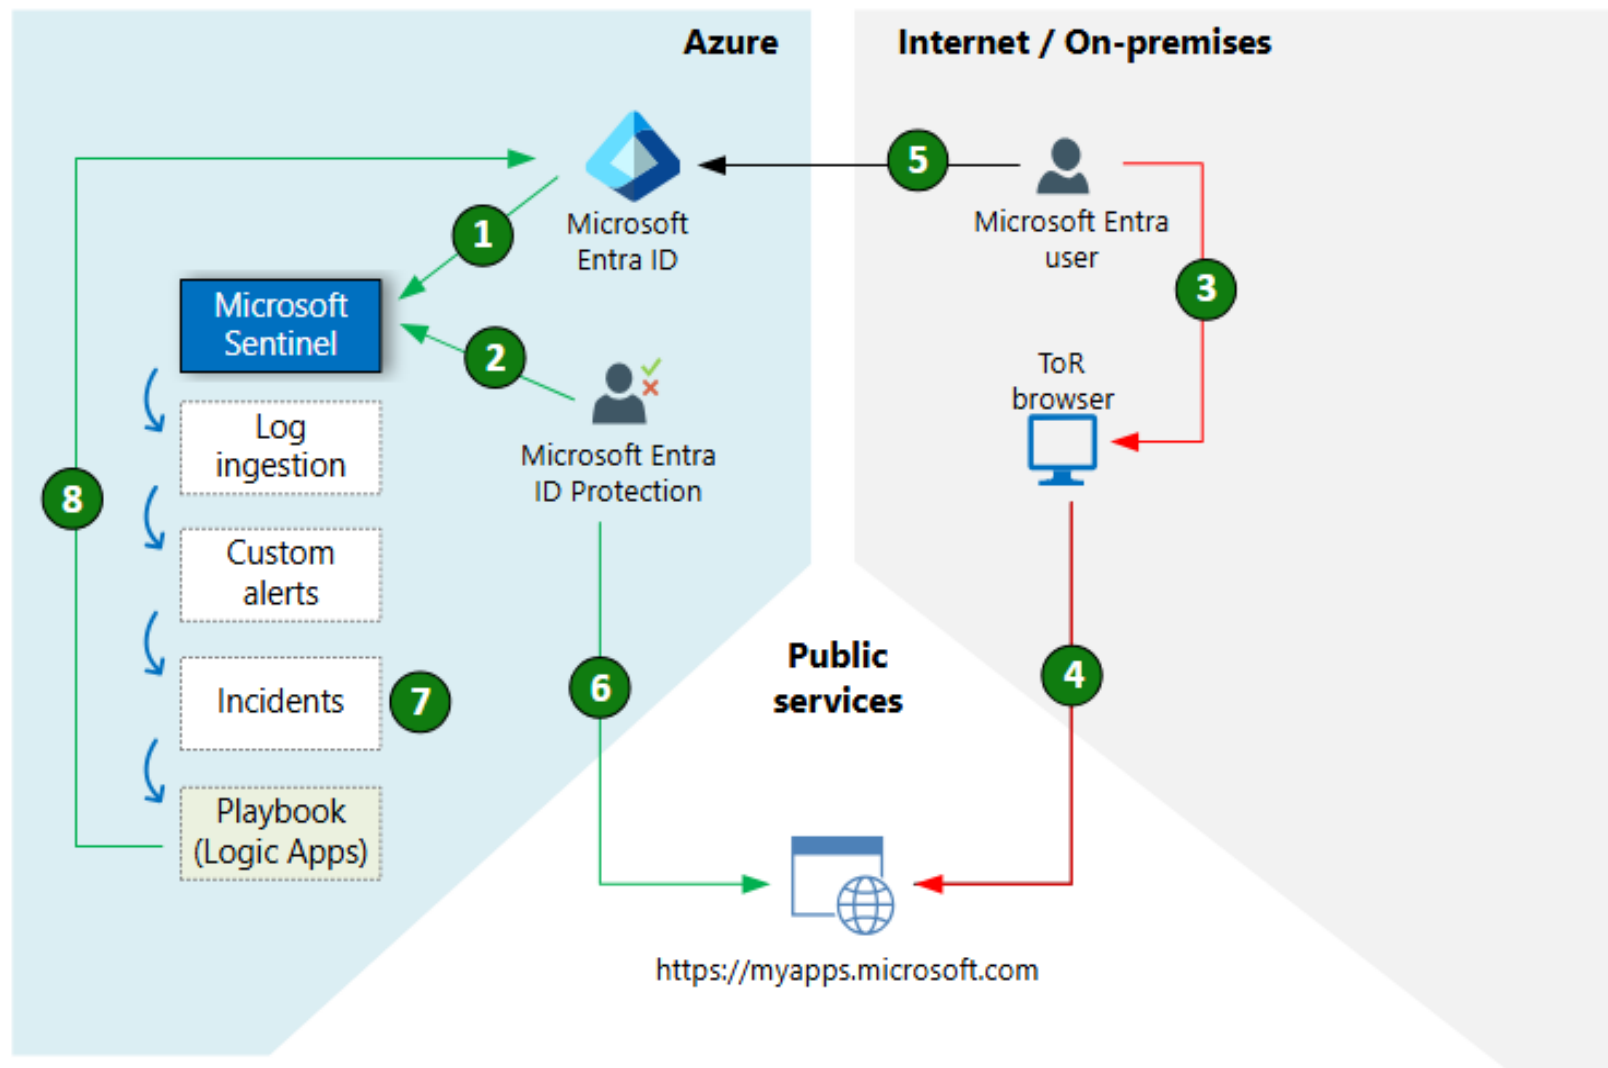 Azure
Internet / On-premises
5
Microsoft
Entra ID
Microsoft Entra
user
1
3
Microsoft
Sentinel
2
ToR
browser
Log
ingestion
Microsoft Entra
ID Protection
8
Custom
alerts
Public
services
4
6
Incidents
7
Playbook
(Logic Apps)
https://myapps.microsoft.com